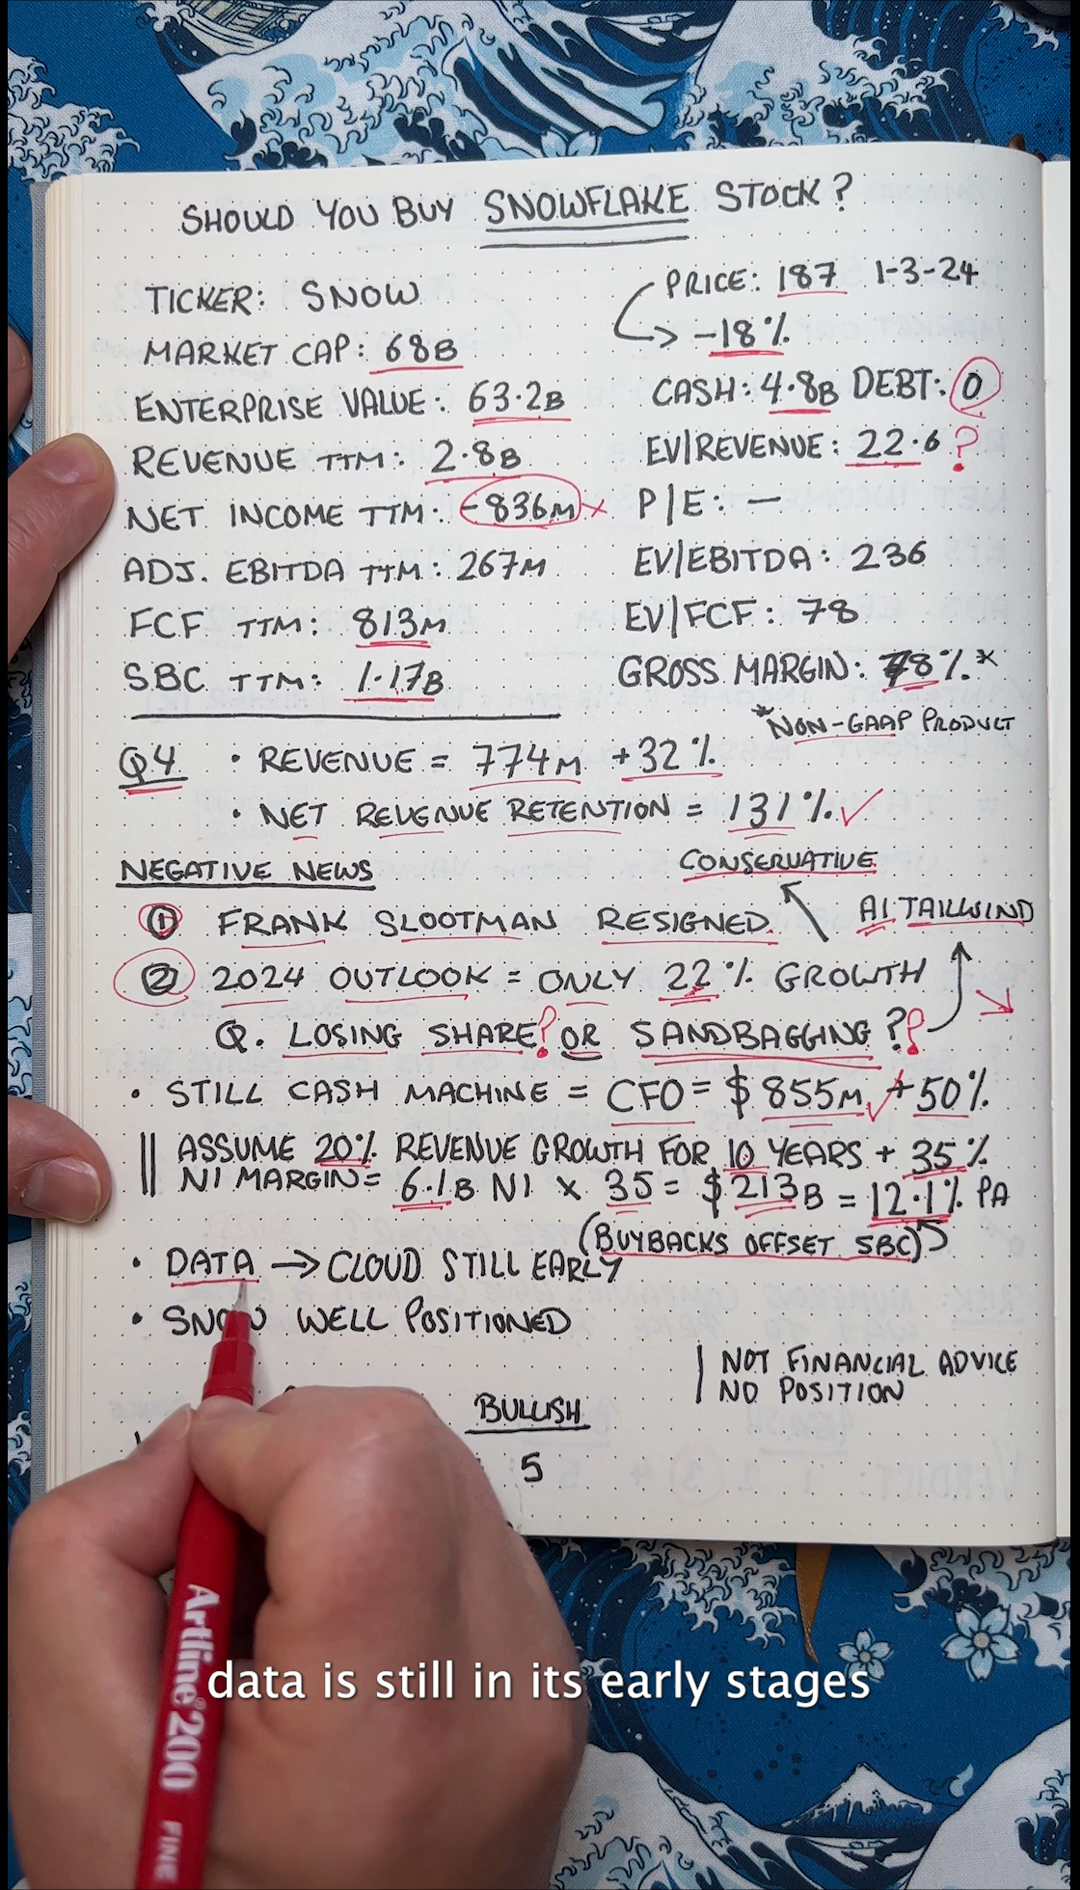 SHOULD YOU BUY SNOWFLAKE STOCK?
TICKER: SNOW
PRICE: 187 1-3-24
→ -18%
MARKET CAP: 68B
ENTERPRISE VALUE: 63.2B
CASH: 4.8B DEBT: 0
REVENUE TTM: 2.8B
EV/REVENUE: 22.6 ?
NET INCOME TTM: -836M x
P/E: —
ADJ. EBITDA TTM: 267M
EV/EBITDA: 236
FCF TTM: 813M
EV/FCF: 78
SBC TTM: 1.17B
GROSS MARGIN: 78%*
*NON-GAAP PRODUCT
Q4 • REVENUE = 774M +32%
• NET REVENUE RETENTION = 131% ✓
NEGATIVE NEWS
CONSERVATIVE
① FRANK SLOOTMAN RESIGNED
AI TAILWIND
② 2024 OUTLOOK = ONLY 22% GROWTH
Q. LOSING SHARE? OR SANDBAGGING ??
• STILL CASH MACHINE = CFO = $855M ✓ +50%
ASSUME 20% REVENUE GROWTH FOR 10 YEARS + 35%
NI MARGIN = 6.1B NI x 35 = $213B = 12.1% PA
(BUYBACKS OFFSET SBC)
• DATA → CLOUD STILL EARLY
• SNOW WELL POSITIONED
NOT FINANCIAL ADVICE
NO POSITION
BULLISH
5
data is still in its early stages
Artline 200 FINE